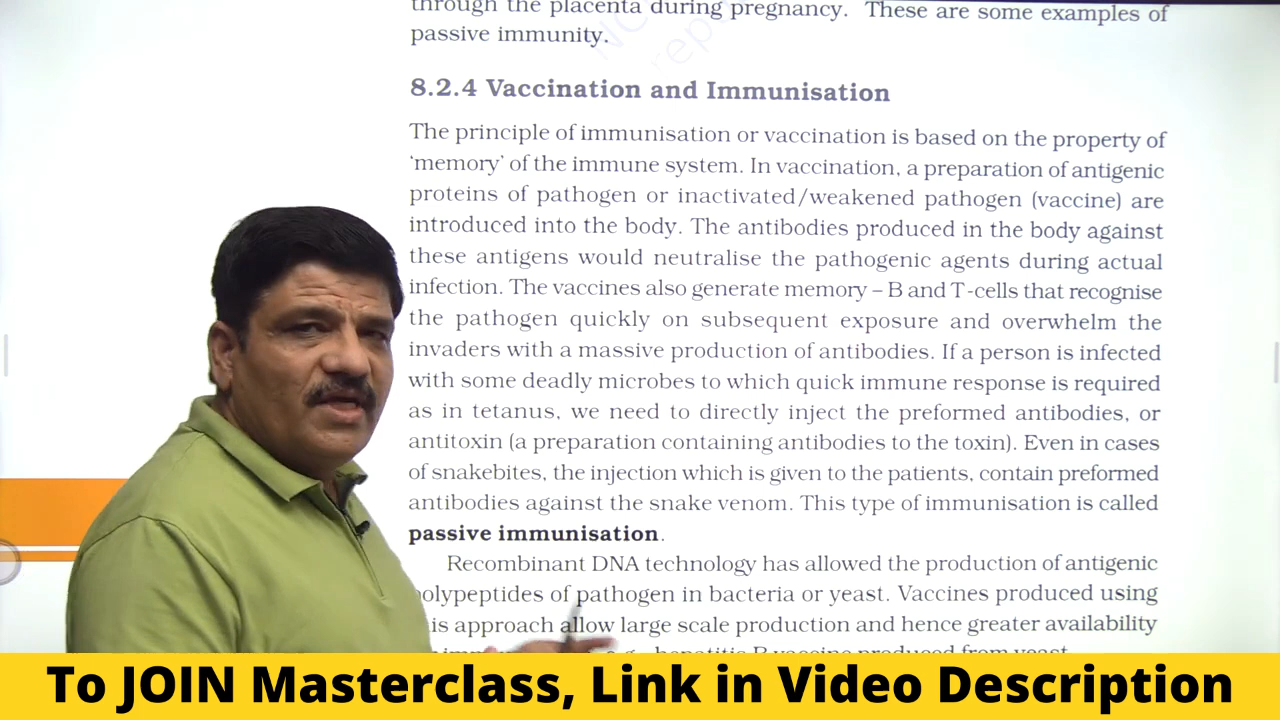 through the placenta during pregnancy. These are some examples of
passive immunity.
8.2.4 Vaccination and Immunisation
The principle of immunisation or vaccination is based on the property of
‘memory’ of the immune system. In vaccination, a preparation of antigenic
proteins of pathogen or inactivated/weakened pathogen (vaccine) are
introduced into the body. The antibodies produced in the body against
these antigens would neutralise the pathogenic agents during actual
infection. The vaccines also generate memory – B and T-cells that recognise
the pathogen quickly on subsequent exposure and overwhelm the
invaders with a massive production of antibodies. If a person is infected
with some deadly microbes to which quick immune response is required
as in tetanus, we need to directly inject the preformed antibodies, or
antitoxin (a preparation containing antibodies to the toxin). Even in cases
of snakebites, the injection which is given to the patients, contain preformed
antibodies against the snake venom. This type of immunisation is called
passive immunisation.
Recombinant DNA technology has allowed the production of antigenic
olypeptides of pathogen in bacteria or yeast. Vaccines produced using
is approach allow large scale production and hence greater availability
hepatitis B vaccine produced from yeast.
To JOIN Masterclass, Link in Video Description